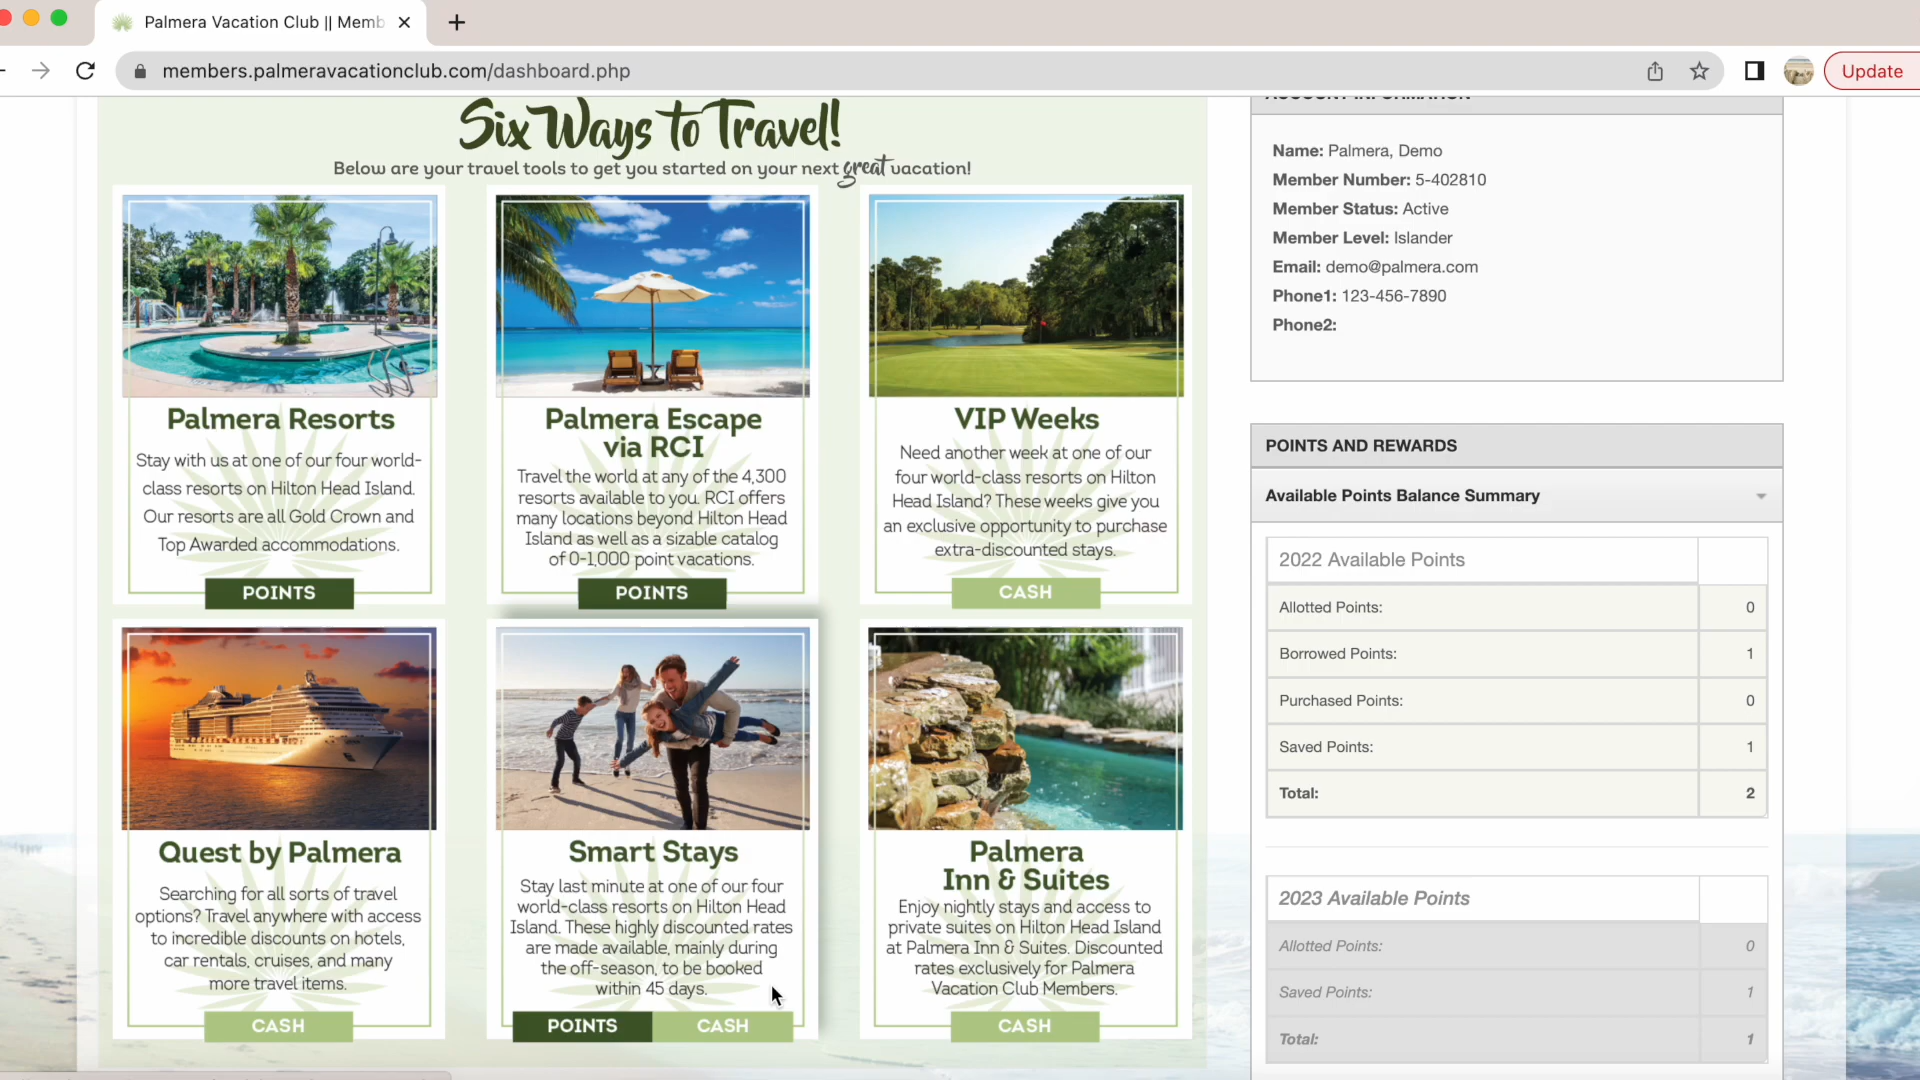 Palmera Vacation Club || Memb
members.palmeravacationclub.com/dashboard.php
Update
Six Ways to Travel!
Below are your travel tools to get you started on your next great vacation!
Palmera Resorts
Stay with us at one of our four world-
class resorts on Hilton Head Island.
Our resorts are all Gold Crown and
Top Awarded accommodations.
POINTS
Palmera Escape
via RCI
Travel the world at any of the 4,300
resorts available to you. RCI offers
many locations beyond Hilton Head
Island as well as a sizable catalog
of 0-1,000 point vacations.
POINTS
VIP Weeks
Need another week at one of our
four world-class resorts on Hilton
Head Island? These weeks give you
an exclusive opportunity to purchase
extra-discounted stays.
CASH
Quest by Palmera
Searching for all sorts of travel
options? Travel anywhere with access
to incredible discounts on hotels,
car rentals, cruises, and many
more travel items.
CASH
Smart Stays
Stay last minute at one of our four
world-class resorts on Hilton Head
Island. These highly discounted rates
are made available, mainly during
the off-season, to be booked
within 45 days.
POINTS CASH
Palmera
Inn & Suites
Enjoy nightly stays and access to
private suites on Hilton Head Island
at Palmera Inn & Suites. Discounted
rates exclusively for Palmera
Vacation Club Members.
CASH
ACCOUNT INFORMATION
Name: Palmera, Demo
Member Number: 5-402810
Member Status: Active
Member Level: Islander
Email: demo@palmera.com
Phone1: 123-456-7890
Phone2:
POINTS AND REWARDS
Available Points Balance Summary
2022 Available Points
Allotted Points: 0
Borrowed Points: 1
Purchased Points: 0
Saved Points: 1
Total: 2
2023 Available Points
Allotted Points: 0
Saved Points: 1
Total: 1